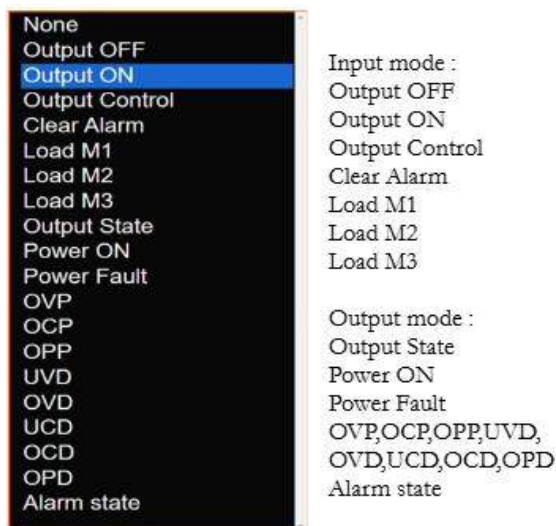 None
Output OFF
Output ON
Output Control
Clear Alarm
Load M1
Load M2
Load M3
Output State
Power ON
Power Fault
OVP
OCP
OPP
UVD
OVD
UCD
OCD
OPD
Alarm state
Input mode :
Output OFF
Output ON
Output Control
Clear Alarm
Load M1
Load M2
Load M3
Output mode :
Output State
Power ON
Power Fault
OVP,OCP,OPP,UVD,
OVD,UCD,OCD,OPD
Alarm state